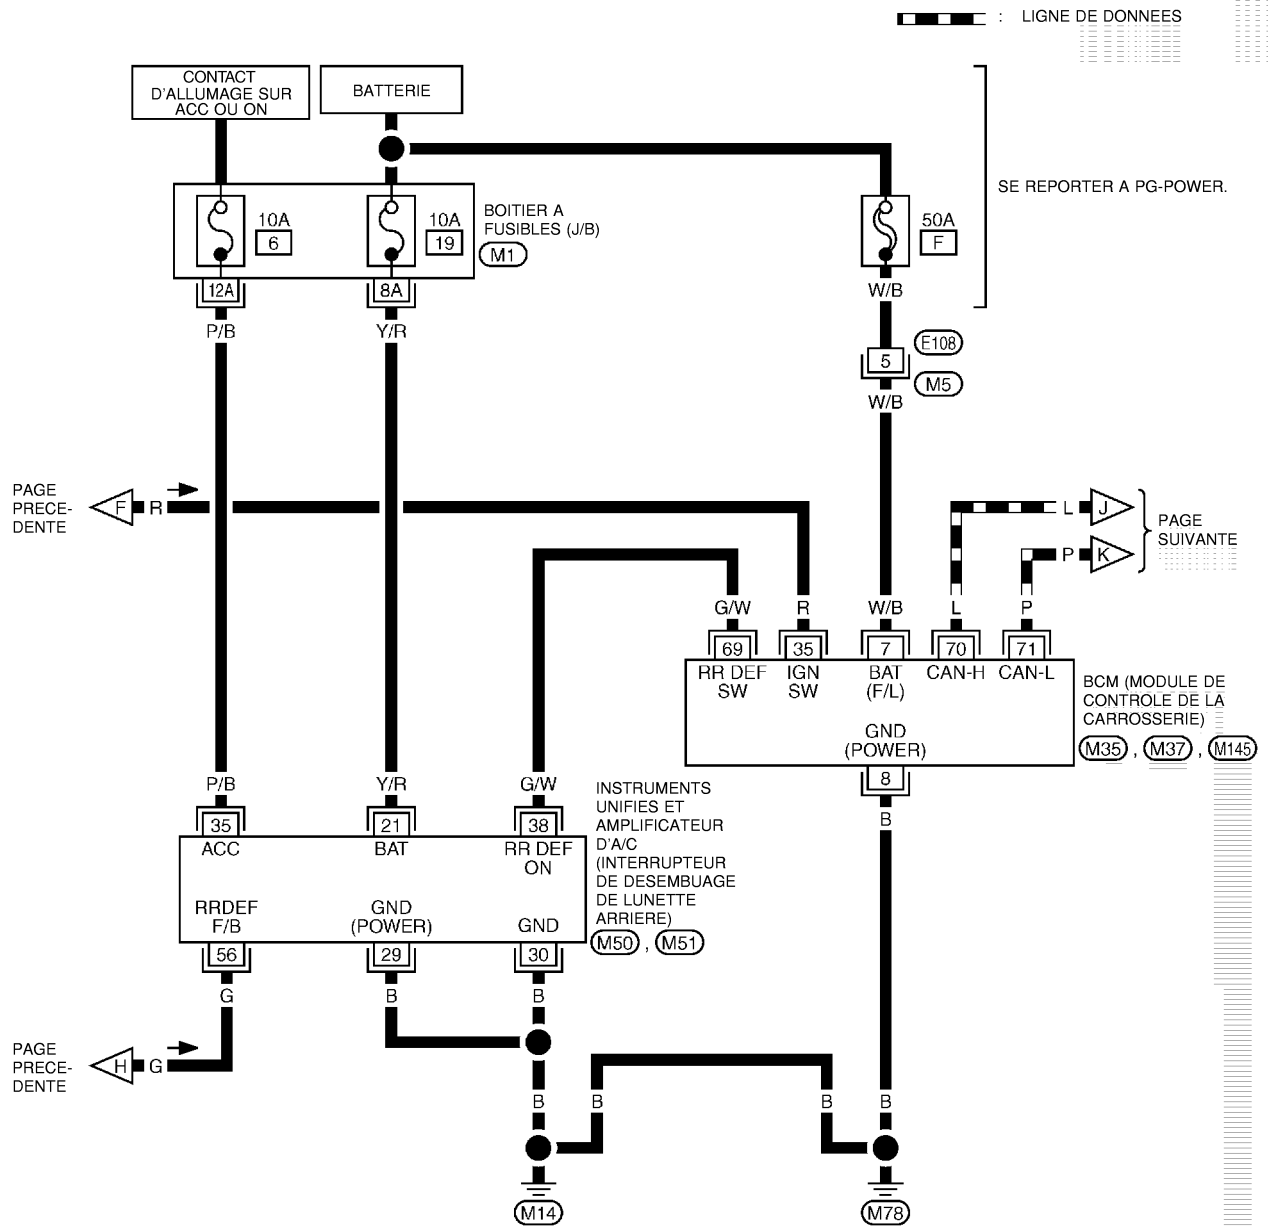 : LIGNE DE DONNEES
CONTACT
D'ALLUMAGE SUR
ACC OU ON
BATTERIE
SE REPORTER A PG-POWER.
10A
6
10A
19
BOITIER A
FUSIBLES (J/B)
M1
50A
F
12A
8A
W/B
P/B
Y/R
E108
5
M5
W/B
PAGE
PRECE-
DENTE
F
R
L
J
P
K
PAGE
SUIVANTE
G/W
R
W/B
L
P
69
35
7
70
71
RR DEF
SW
IGN
SW
BAT
(F/L)
CAN-H
CAN-L
GND
(POWER)
8
BCM (MODULE DE
CONTROLE DE LA
CARROSSERIE)
M35 , M37 , M145
P/B
Y/R
G/W
B
35
21
38
ACC
BAT
RR DEF
ON
RRDEF
F/B
GND
(POWER)
GND
56
29
30
INSTRUMENTS
UNIFIES ET
AMPLIFICATEUR
D'A/C
(INTERRUPTEUR
DE DESEMBUAGE
DE LUNETTE
ARRIERE)
M50 , M51
G
B
B
PAGE
PRECE-
DENTE
H
G
B
B
B
B
M14
M78